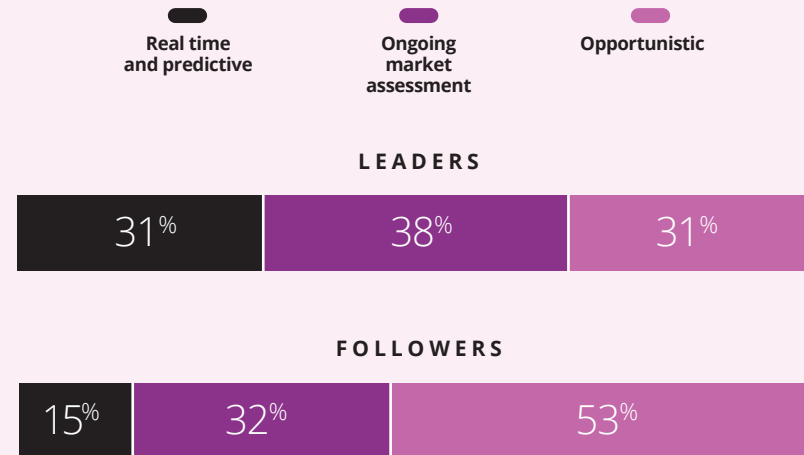 Real time
and predictive
Ongoing
market
assessment
Opportunistic
LEADERS
31%
38%
31%
FOLLOWERS
15%
32%
53%